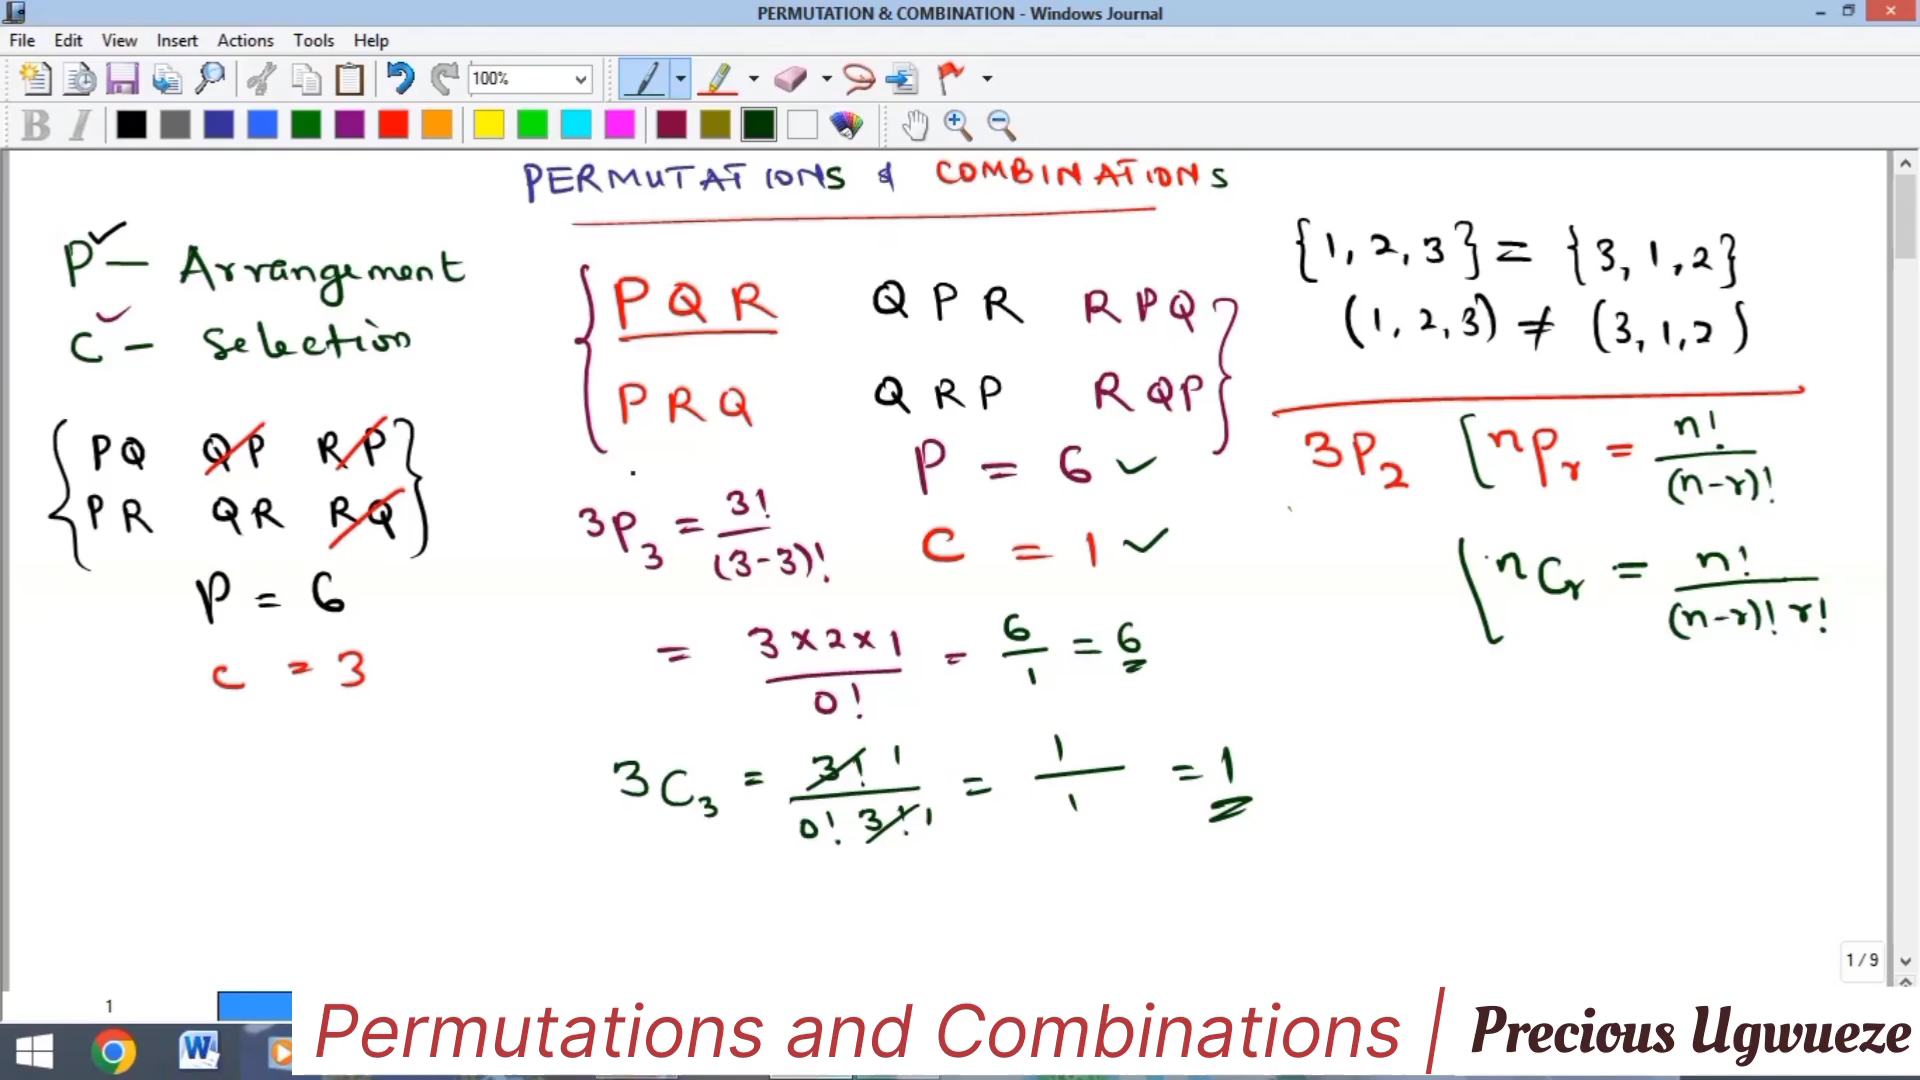 PERMUTATION & COMBINATION - Windows Journal
File Edit View Insert Actions Tools Help
100%
B I
PERMUTATIONS & COMBINATIONS
P — Arrangement
C — Selection
{PQ QP RP
PR QR RQ}
P = 6
C = 3
{PQR QPR RPQ
PRQ QRP RQP}
P = 6 ✓
C = 1 ✓
3P₃ = 3!/(3-3)!
= 3×2×1/0! = 6/1 = 6
3C₃ = 3! 1/0! 3! 1 = 1/1 = 1
{1, 2, 3} = {3, 1, 2}
(1, 2, 3) ≠ (3, 1, 2)
3P₂ [nPr = n!/(n-r)!
[nCr = n!/(n-r)! r!
1 / 9
1
Permutations and Combinations | Precious Ugwueze